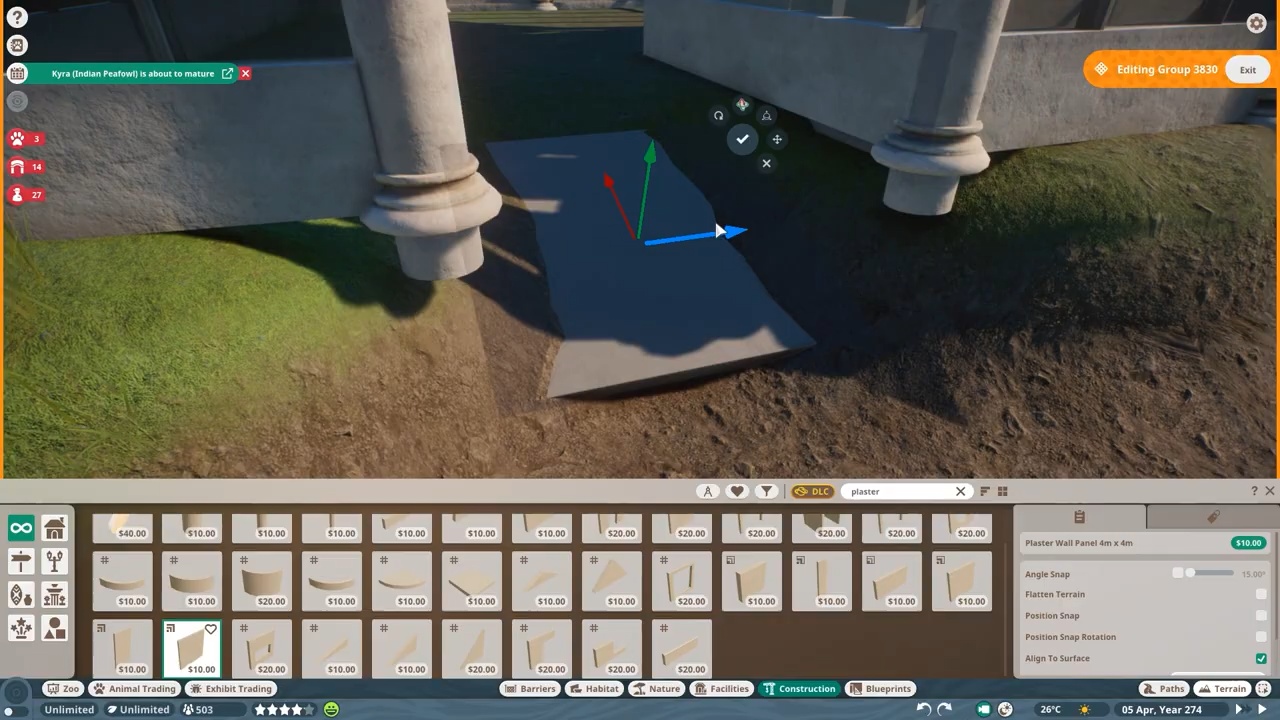 ?
Kyra (Indian Peafowl) is about to mature
Editing Group 3830
Exit
3
14
27
DLC
plaster
?
$40.00 $10.00 $10.00 $10.00 $10.00 $10.00 $10.00 $20.00 $20.00 $20.00 $20.00 $20.00 $20.00
$10.00 $10.00 $20.00 $10.00 $10.00 $10.00 $10.00 $10.00 $20.00 $10.00 $10.00 $10.00 $10.00
$10.00 $10.00 $20.00 $10.00 $10.00 $20.00 $20.00 $20.00 $20.00
Plaster Wall Panel 4m x 4m
$10.00
Angle Snap
15.00°
Flatten Terrain
Position Snap
Position Snap Rotation
Align To Surface
Zoo
Animal Trading
Exhibit Trading
Barriers
Habitat
Nature
Facilities
Construction
Blueprints
Paths
Terrain
Unlimited
Unlimited
503
26°C
05 Apr, Year 274